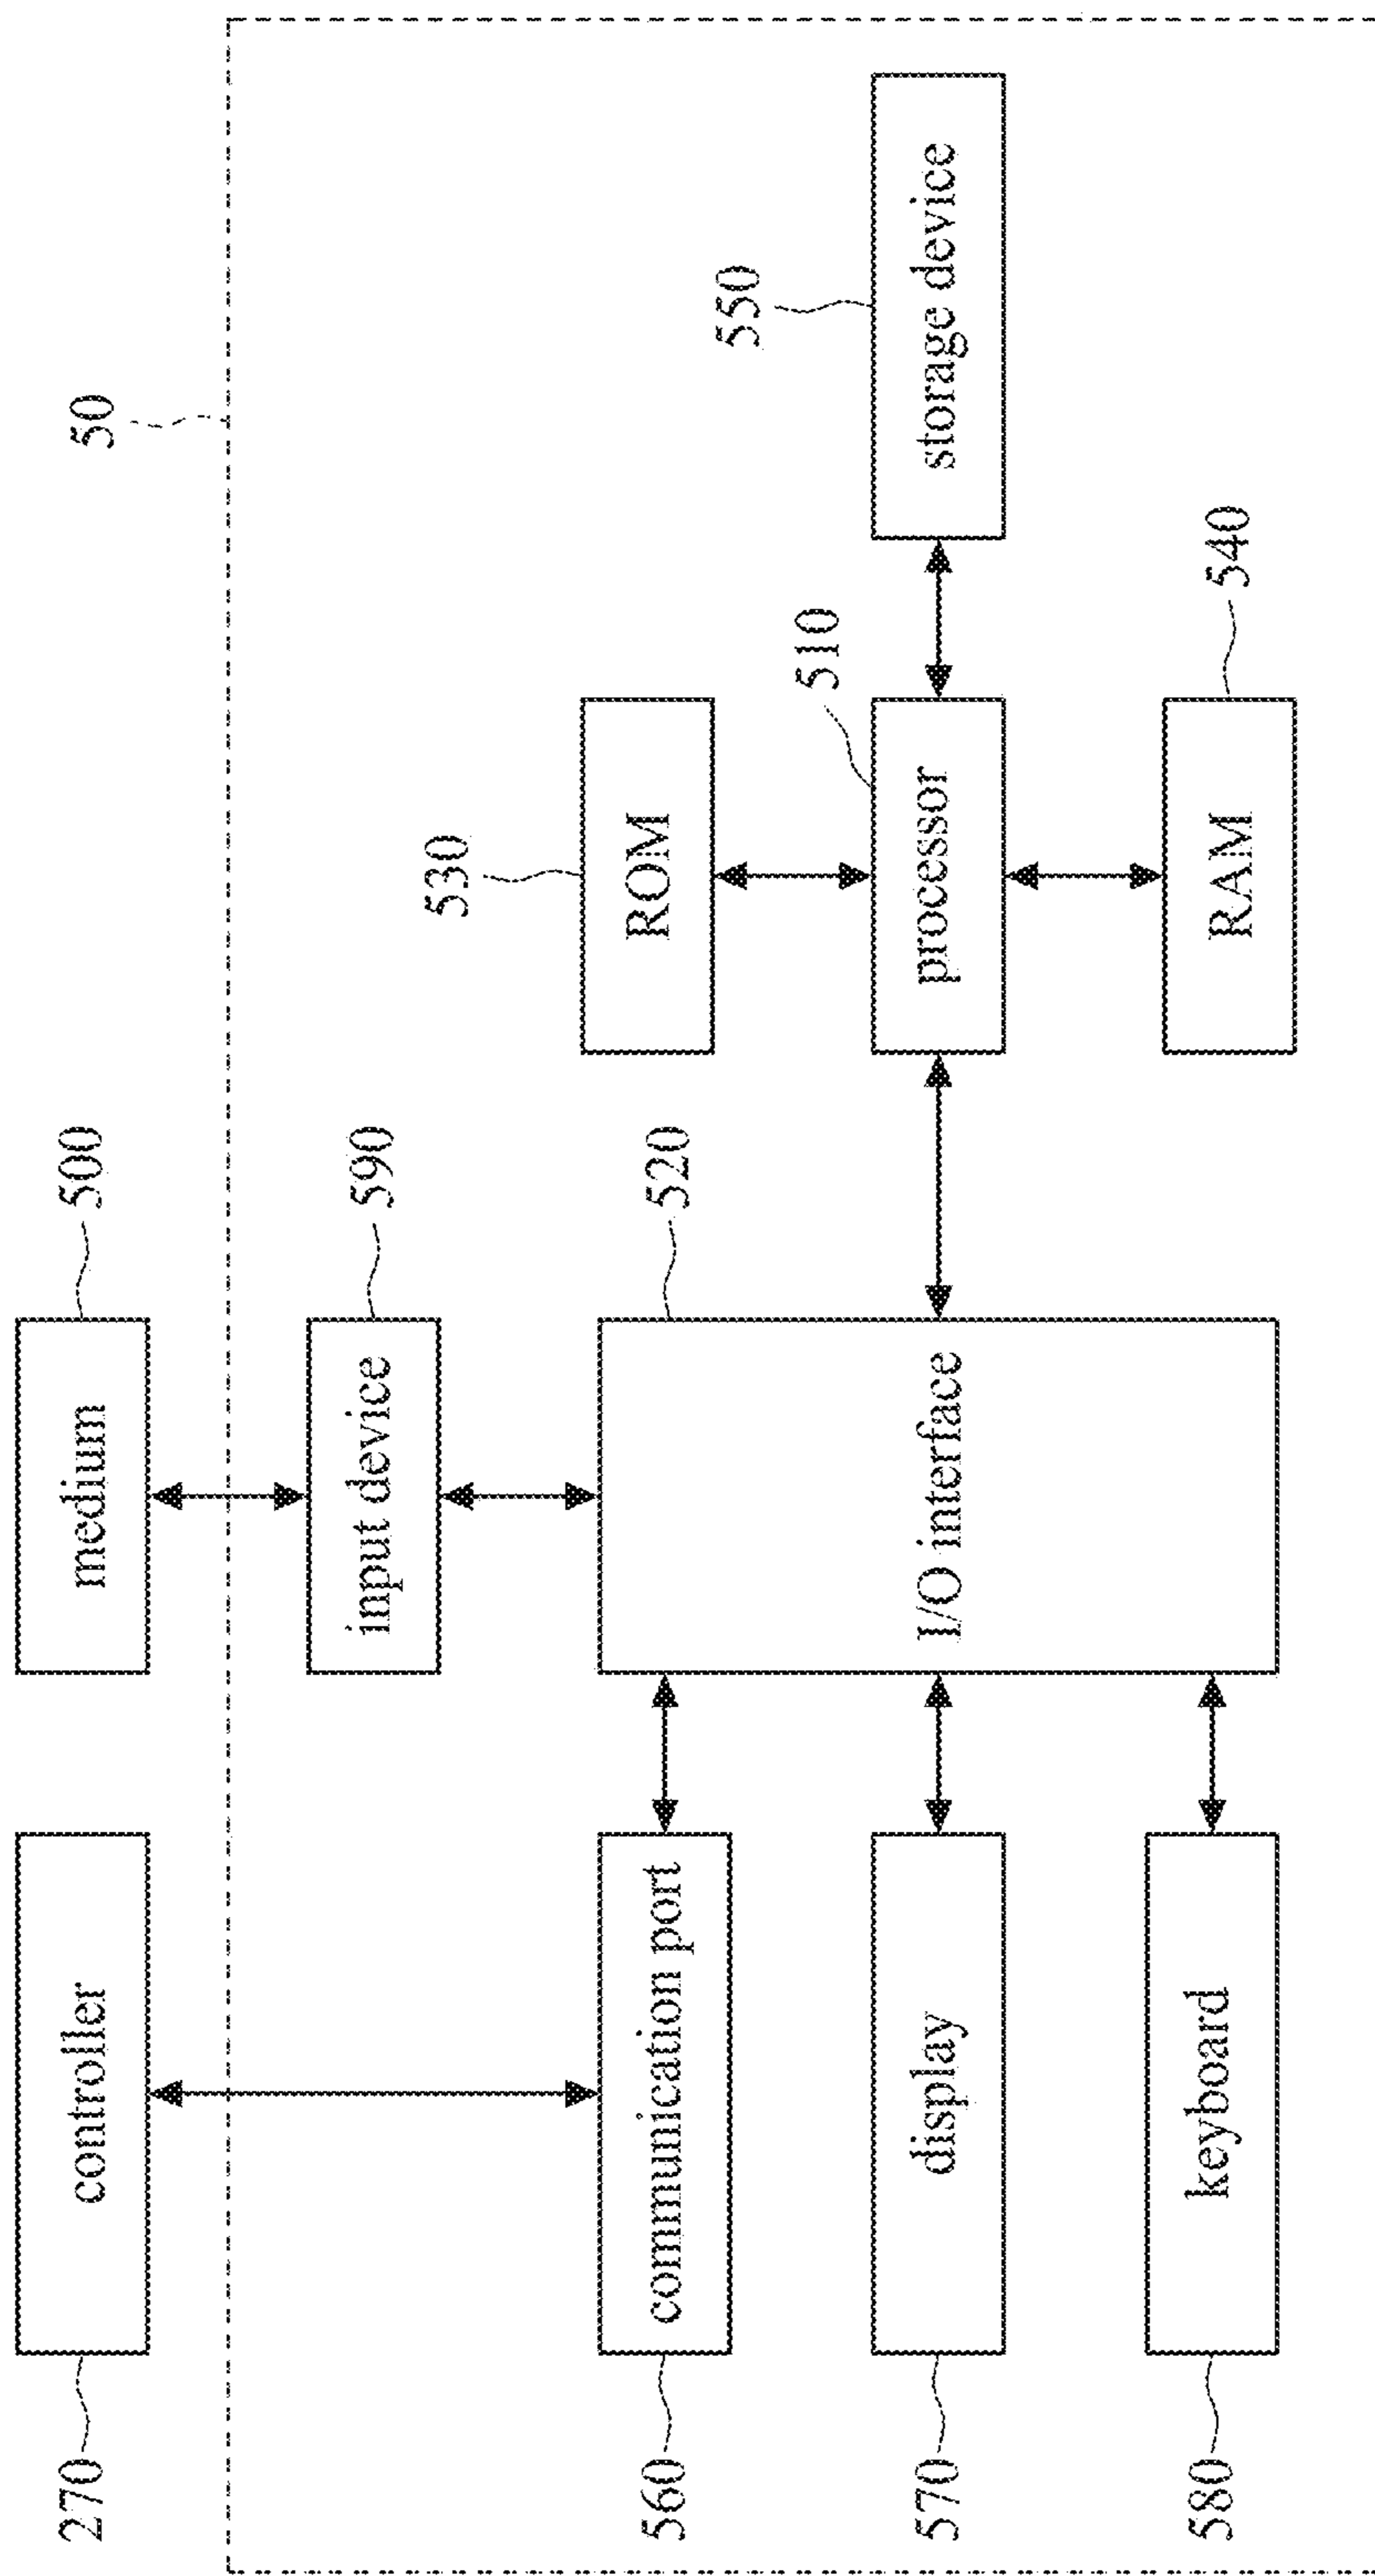 270
controller
medium
500
50
input device
590
560
communication port
I/O interface
520
ROM
530
570
display
processor
510
storage device
550
580
keyboard
RAM
540